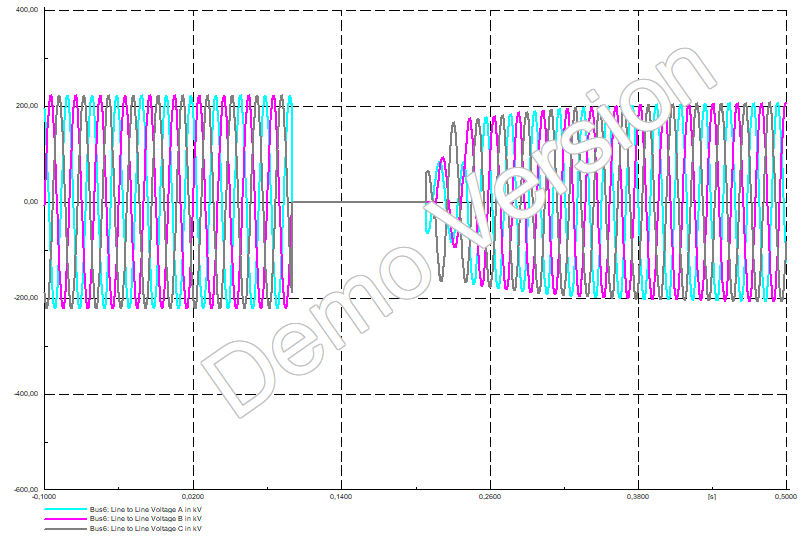 400,00
200,00
0,00
-200,00
-400,00
-600,00
-0,1000 0,0200 0,1400 0,2600 0,3800 [s] 0,5000
Demo Version
Bus6: Line to Line Voltage A in kV
Bus6: Line to Line Voltage B in kV
Bus6: Line to Line Voltage C in kV